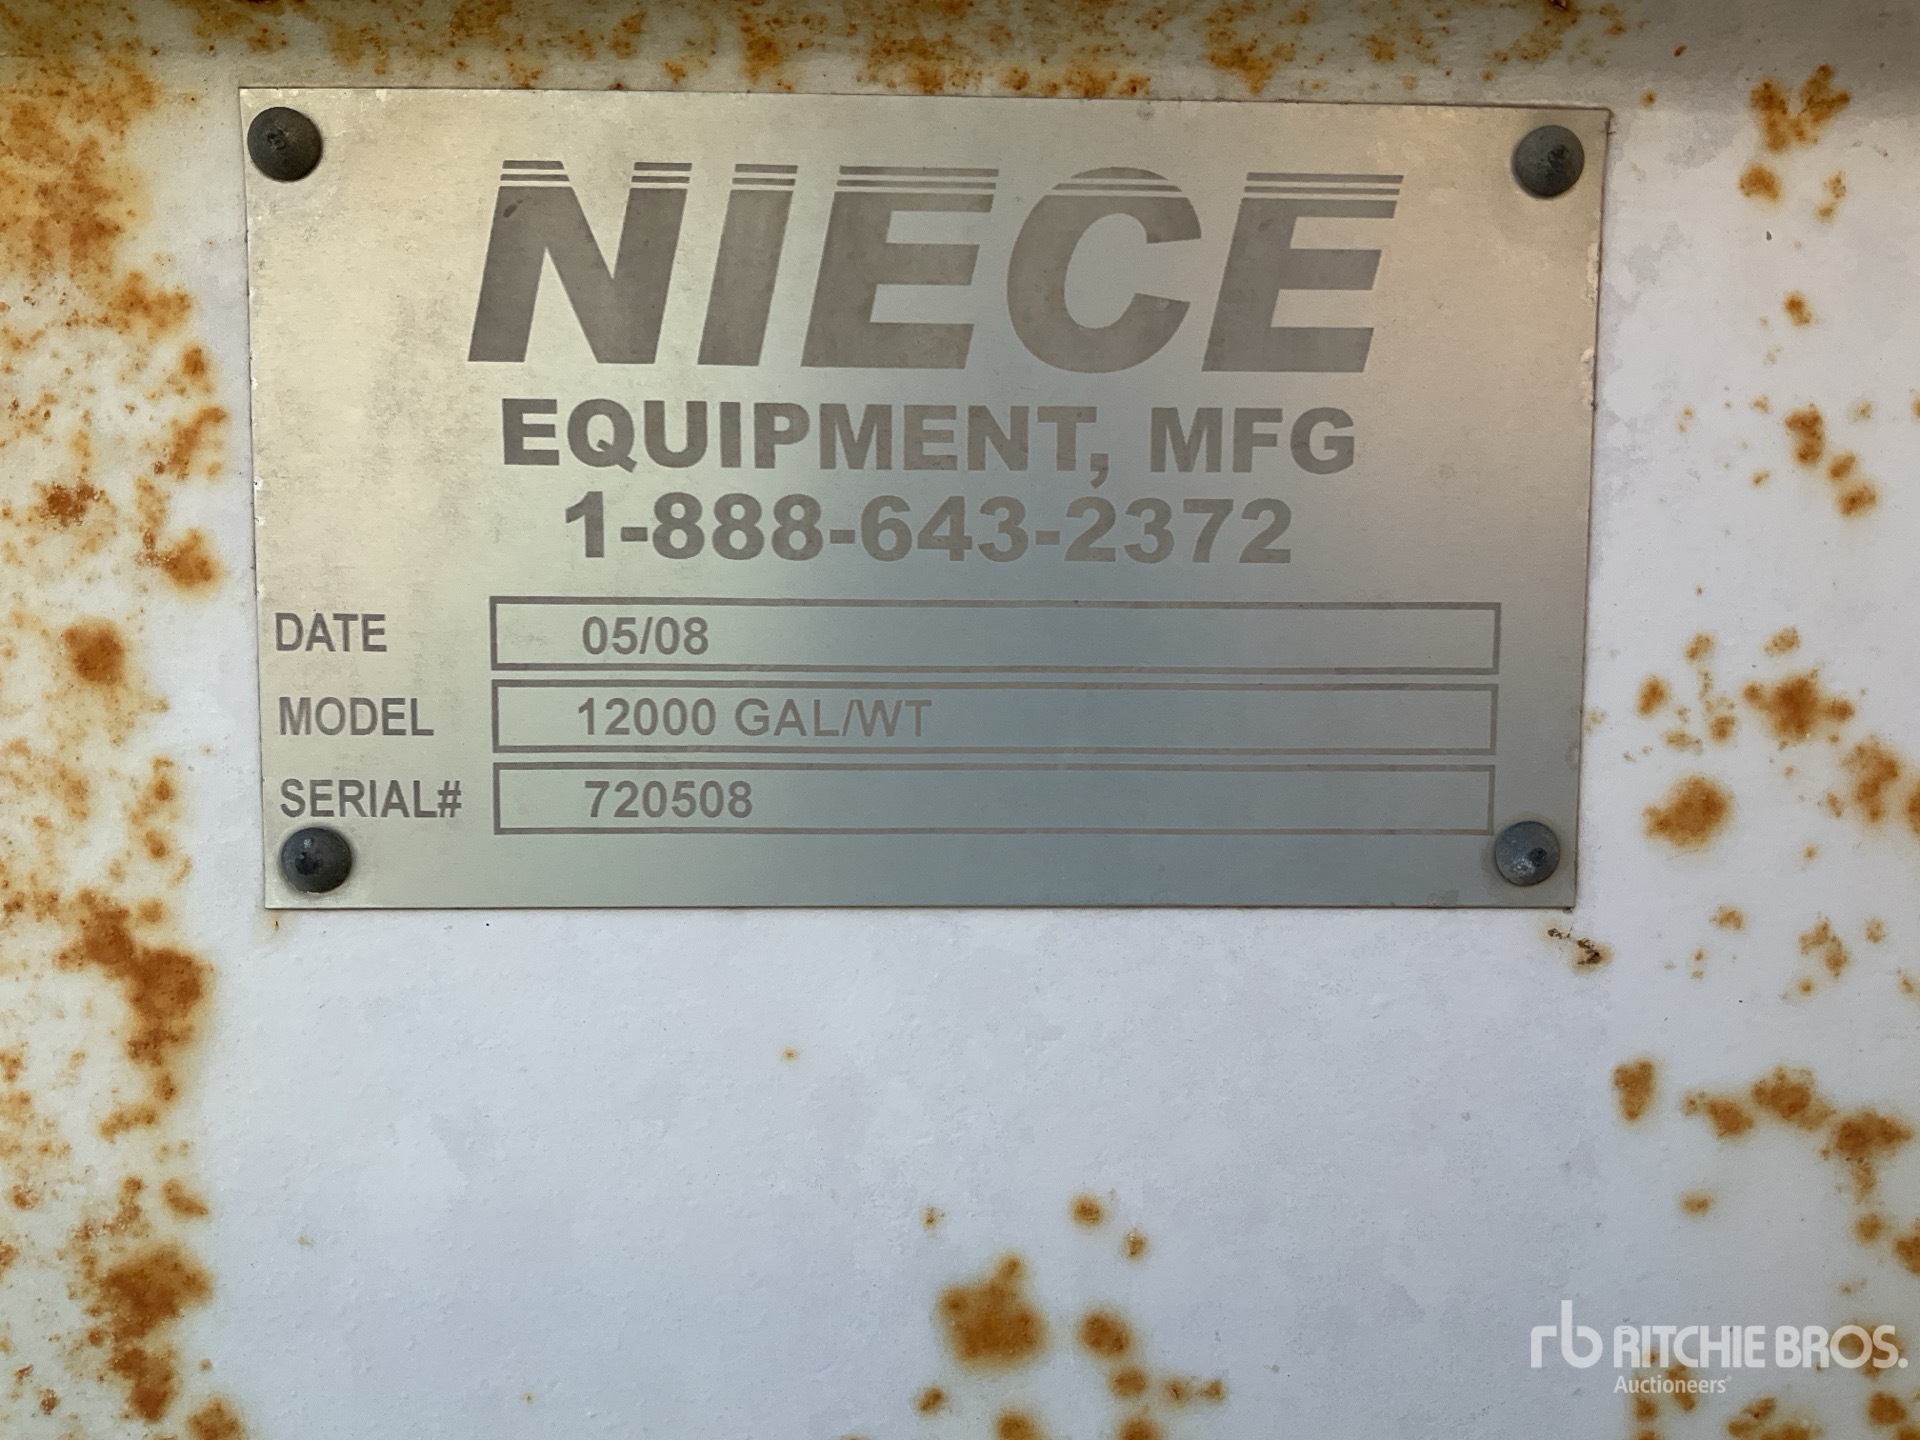 NIECE
EQUIPMENT, MFG
1-888-643-2372
DATE 05/08
MODEL 12000 GAL/WT
SERIAL# 720508
rb RITCHIE BROS.
Auctioneers